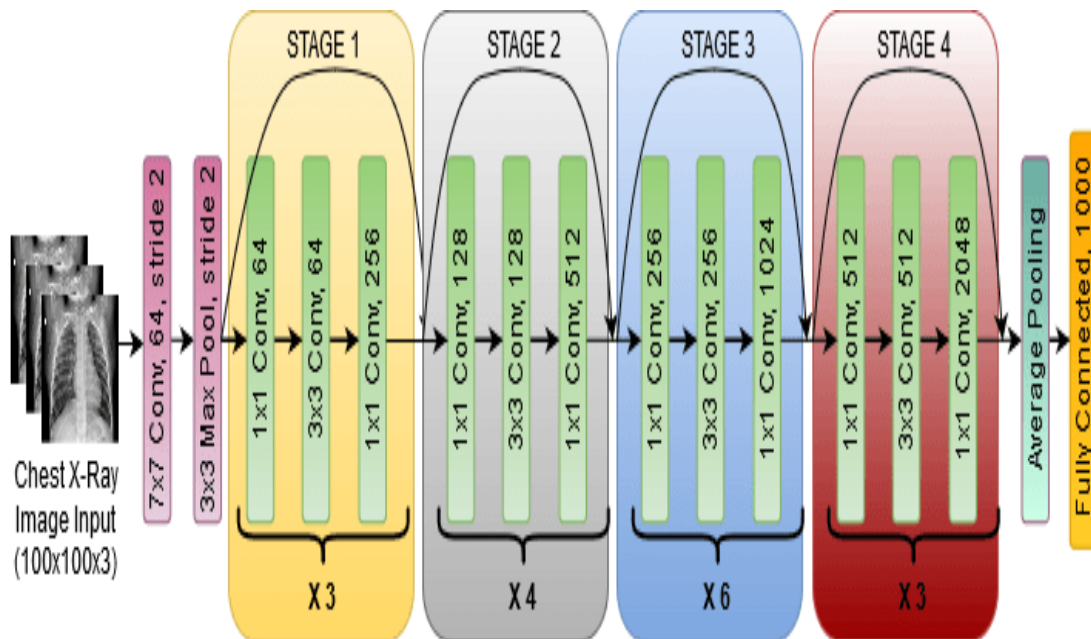 STAGE 1
STAGE 2
STAGE 3
STAGE 4
7x7 Conv, 64, stride 2
3x3 Max Pool, stride 2
1x1 Conv, 64
3x3 Conv, 64
1x1 Conv, 256
1x1 Conv, 128
3x3 Conv, 128
1x1 Conv, 512
1x1 Conv, 256
3x3 Conv, 256
1x1 Conv, 1024
1x1 Conv, 512
3x3 Conv, 512
1x1 Conv, 2048
Average Pooling
Fully Connected, 1000
Chest X-Ray
Image Input
(100x100x3)
X 3
X 4
X 6
X 3